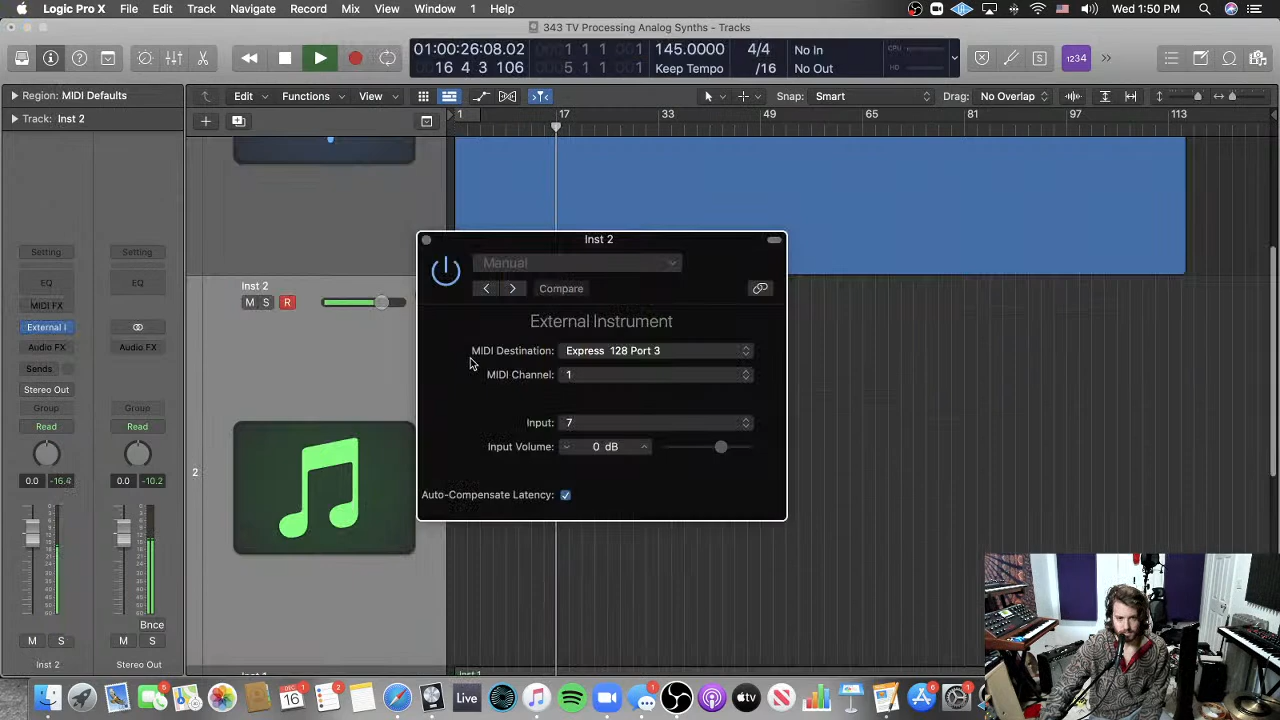 Logic Pro X File Edit Track Navigate Record Mix View Window 1 Help
Wed 1:50 PM
343 TV Processing Analog Synths - Tracks
01:00:26:08.02 1 1 1 1 145.0000 4/4 No In
16 4 3 106 5 1 1 1 Keep Tempo /16 No Out
CPU
HD
1234
Region: MIDI Defaults
Edit Functions View
Snap: Smart
Drag: No Overlap
Track: Inst 2
1 17 33 49 65 81 97 113
Inst 2
Manual
Compare
External Instrument
MIDI Destination: Express 128 Port 3
MIDI Channel: 1
Input: 7
Input Volume: 0 dB
Auto-Compensate Latency:
Setting Setting
EQ EQ
MIDI FX
External I
Audio FX Audio FX
Sends
Stereo Out
Group Group
Read Read
0.0 -16.4 0.0 -10.2
Bnce
M S M S
Inst 2 Stereo Out
Inst 2
M S R
2
Inst 1
Live
tv